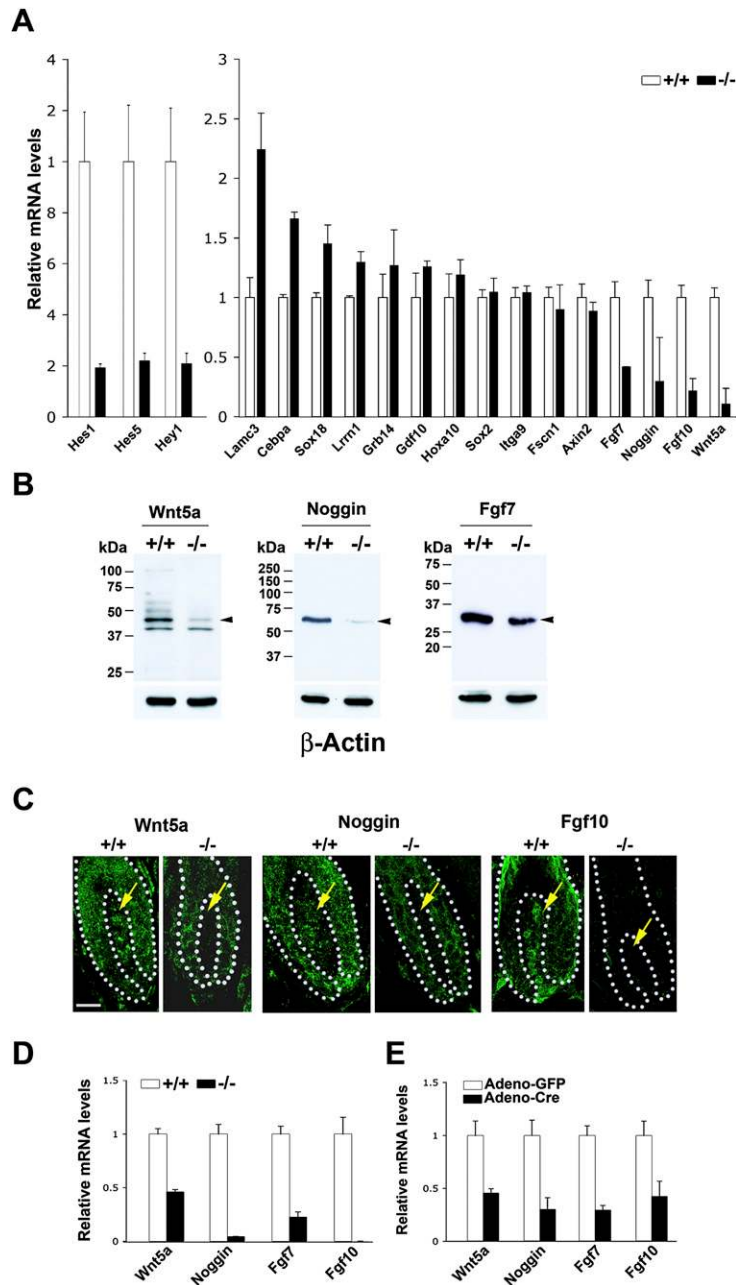 A
Relative mRNA levels
4
2
1
8
6
4
2
0
Hes1 Hes5 Hey1
3
2.5
2
1.5
1
0.5
0
+/+ -/-
Lamc3 Cebpa Sox18 Lrrn1 Grb14 Gdf10 Hoxa10 Sox2 Itga9 Fscn1 Axin2 Fgf7 Noggin Fgf10 Wnt5a
B
Wnt5a
kDa +/+ -/-
100
75
50
37
25
Noggin
kDa +/+ -/-
250
150
100
75
50
37
Fgf7
kDa +/+ -/-
75
50
37
25
20
β-Actin
C
Wnt5a Noggin Fgf10
+/+ -/- +/+ -/- +/+ -/-
D
Relative mRNA levels
+/+ -/-
1.5
1
0.5
0
Wnt5a Noggin Fgf7 Fgf10
E
Relative mRNA levels
Adeno-GFP
Adeno-Cre
1.5
1
0.5
0
Wnt5a Noggin Fgf7 Fgf10